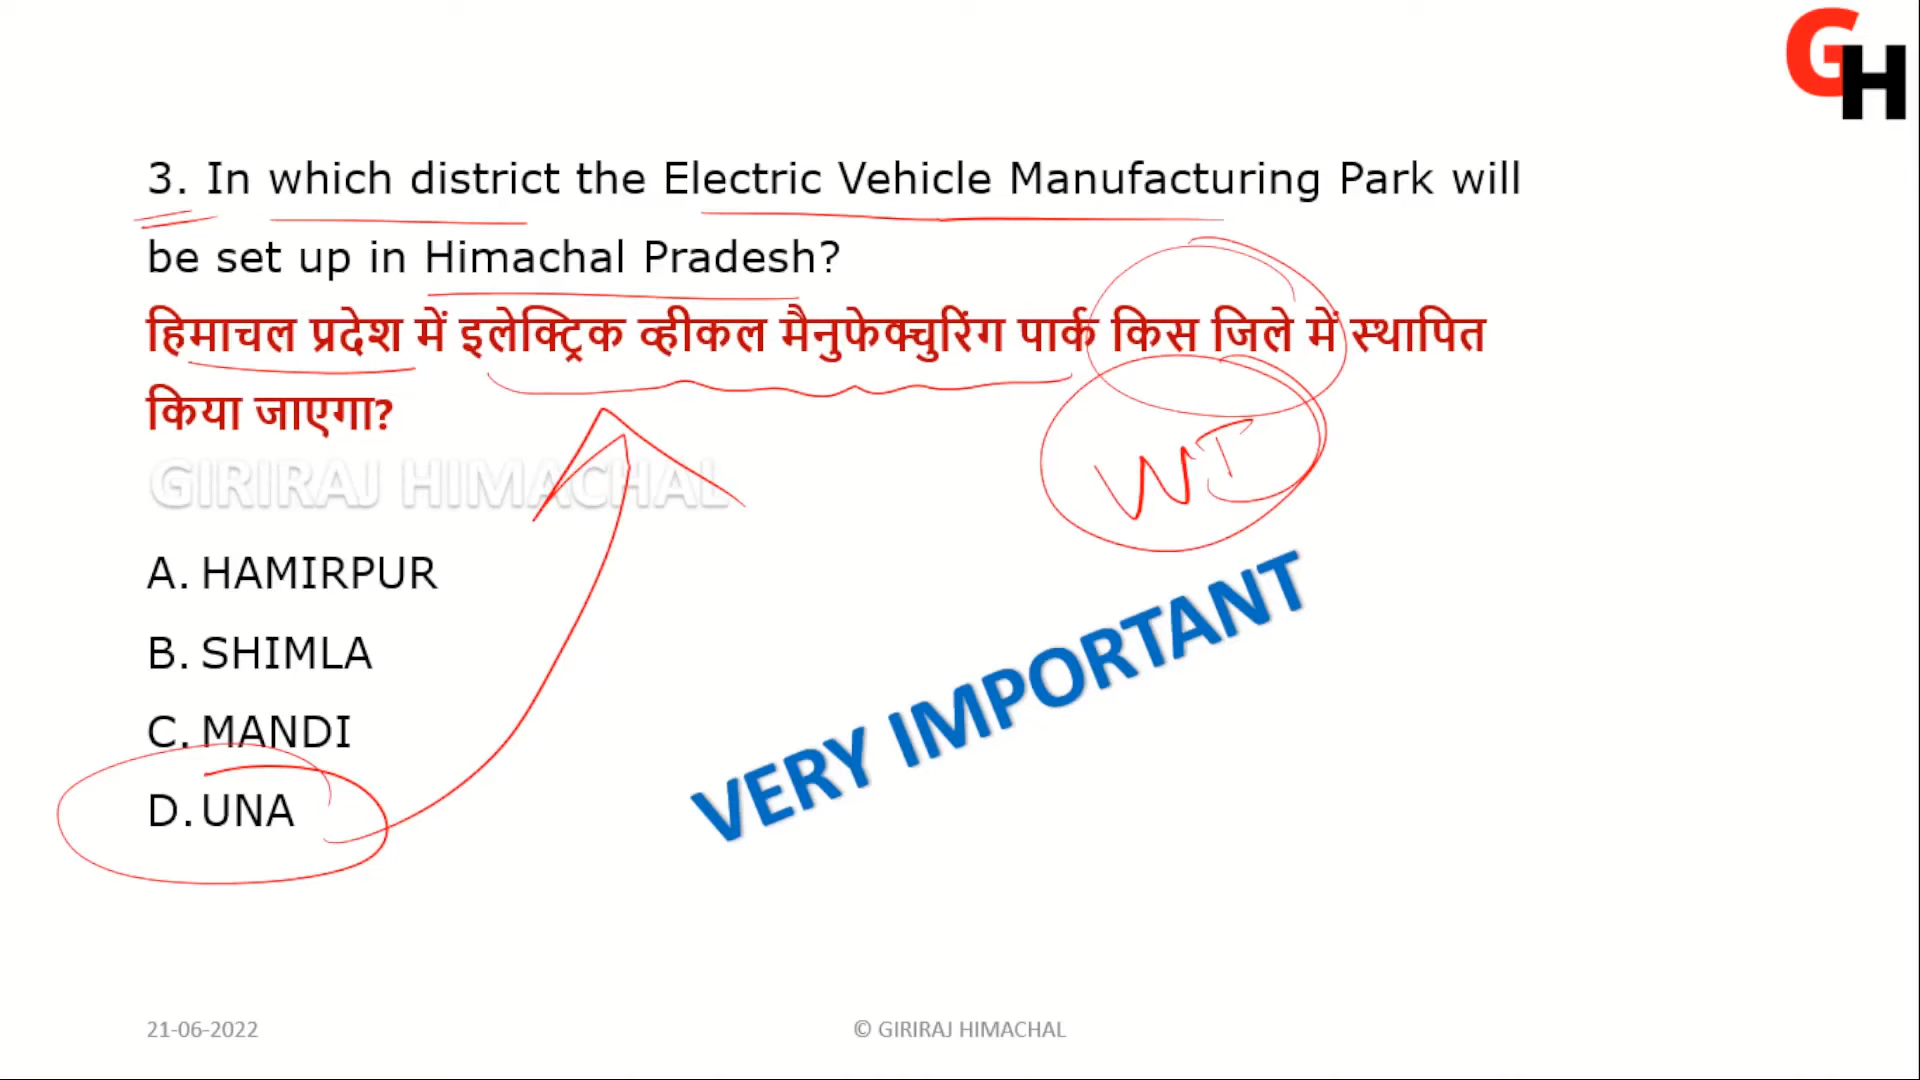 GH
3. In which district the Electric Vehicle Manufacturing Park will
be set up in Himachal Pradesh?
हिमाचल प्रदेश में इलेक्ट्रिक व्हीकल मैनुफेक्चुरिंग पार्क किस जिले में स्थापित
किया जाएगा?
GIRIRAJ HIMACHAL
A. HAMIRPUR
B. SHIMLA
C. MANDI
D. UNA
VERY IMPORTANT
21-06-2022
© GIRIRAJ HIMACHAL